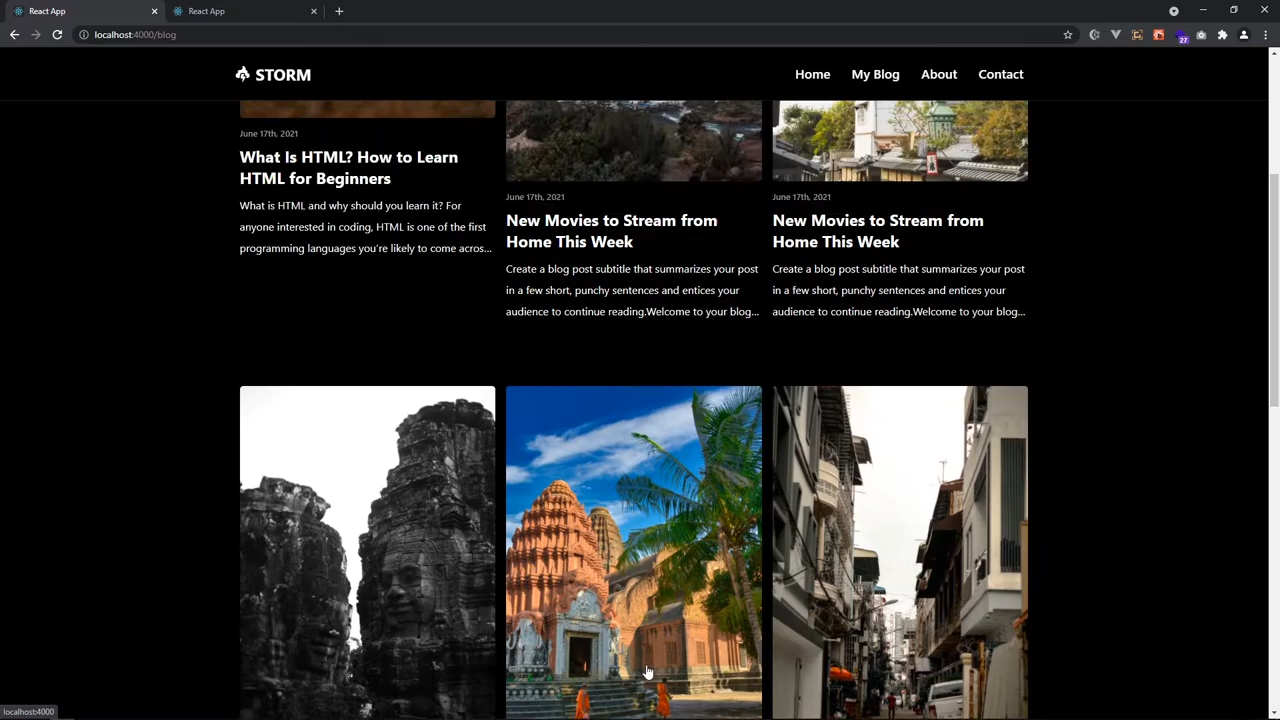 React App
React App
localhost:4000/blog
27
STORM
Home
My Blog
About
Contact
June 17th, 2021
What Is HTML? How to Learn
HTML for Beginners
What is HTML and why should you learn it? For
anyone interested in coding, HTML is one of the first
programming languages you're likely to come acros...
June 17th, 2021
New Movies to Stream from
Home This Week
Create a blog post subtitle that summarizes your post
in a few short, punchy sentences and entices your
audience to continue reading.Welcome to your blog...
June 17th, 2021
New Movies to Stream from
Home This Week
Create a blog post subtitle that summarizes your post
in a few short, punchy sentences and entices your
audience to continue reading.Welcome to your blog...
localhost:4000